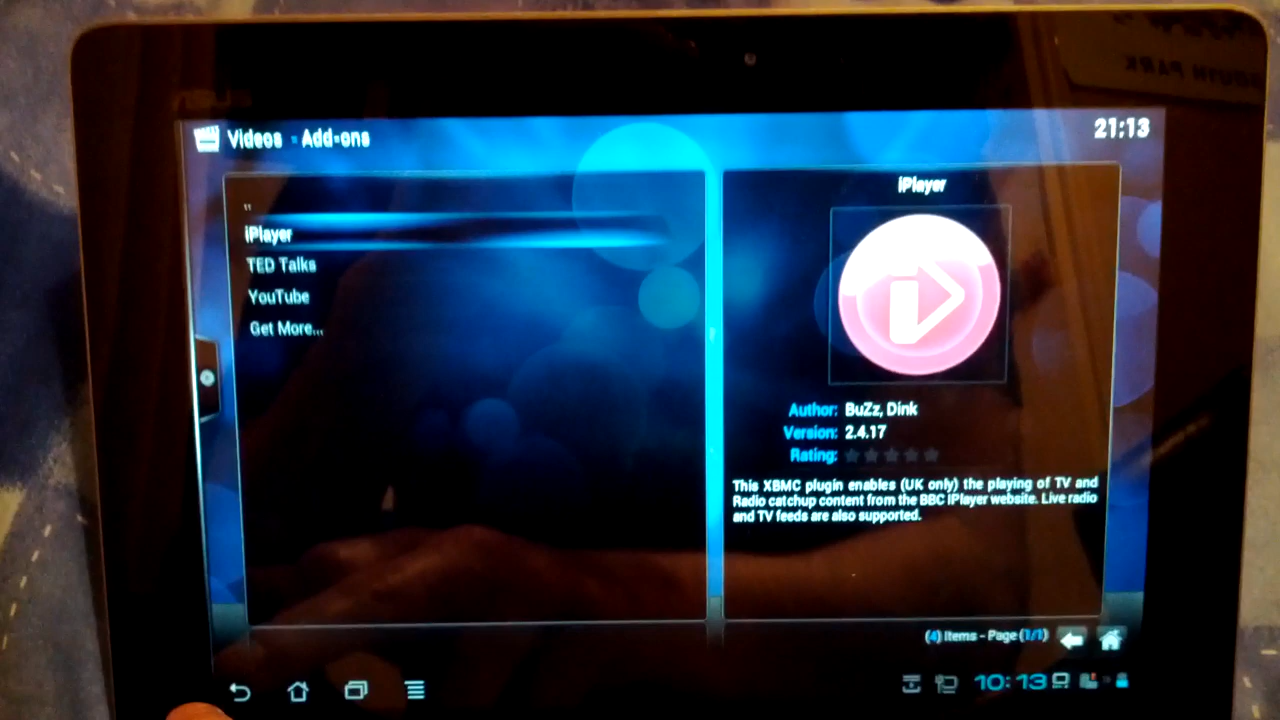 Videos - Add-ons
21:13
..
iPlayer
TED Talks
YouTube
Get More...
iPlayer
Author: BuZz, Dink
Version: 2.4.17
Rating:
This XBMC plugin enables (UK only) the playing of TV and
Radio catchup content from the BBC iPlayer website. Live radio
and TV feeds are also supported.
(4) Items - Page (1/1)
10:13